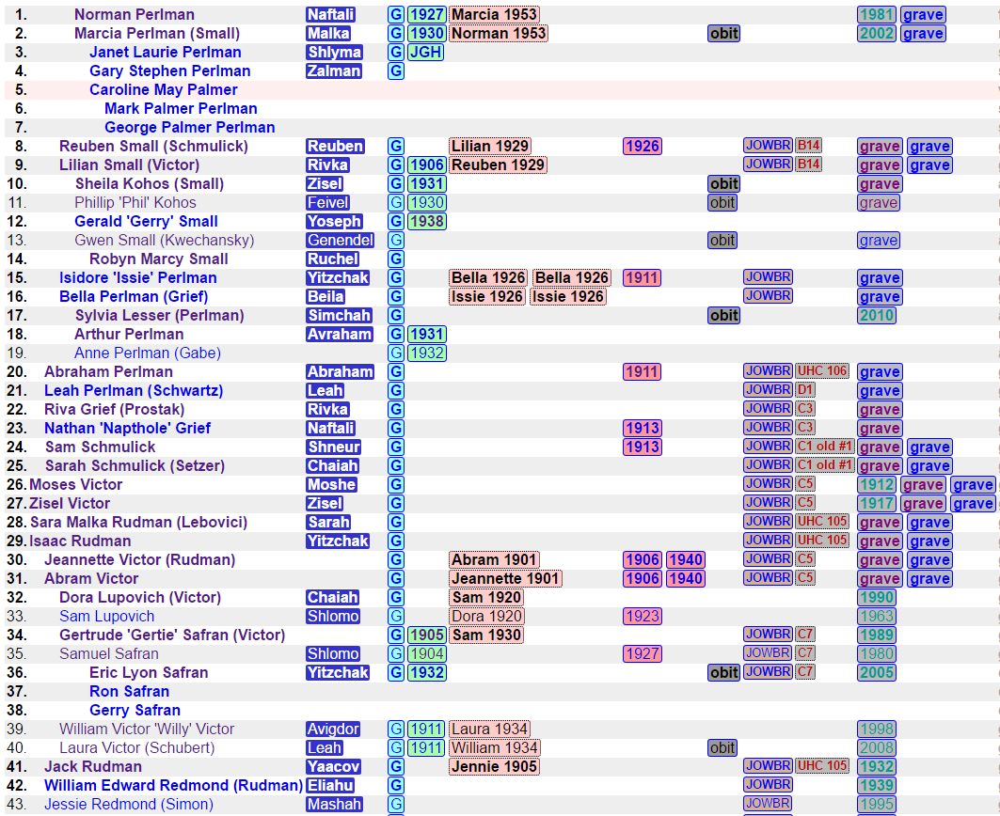 1. Norman Perlman Naftali G 1927 Marcia 1953 1981 grave
2. Marcia Perlman (Small) Malka G 1930 Norman 1953 obit 2002 grave
3. Janet Laurie Perlman Shlyma G JGH
4. Gary Stephen Perlman Zalman G
5. Caroline May Palmer
6. Mark Palmer Perlman
7. George Palmer Perlman
8. Reuben Small (Schmulick) Reuben G Lilian 1929 1926 JOWBR B14 grave grave
9. Lilian Small (Victor) Rivka G 1906 Reuben 1929 JOWBR B14 grave grave
10. Sheila Kohos (Small) Zisel G 1931 obit grave
11. Phillip 'Phil' Kohos Feivel G 1930 obit grave
12. Gerald 'Gerry' Small Yoseph G 1938
13. Gwen Small (Kwechansky) Genendel G obit grave
14. Robyn Marcy Small Ruchel G
15. Isidore 'Issie' Perlman Yitzchak G Bella 1926 Bella 1926 1911 JOWBR grave
16. Bella Perlman (Grief) Beila G Issie 1926 Issie 1926 JOWBR grave
17. Sylvia Lesser (Perlman) Simchah G obit 2010
18. Arthur Perlman Avraham G 1931
19. Anne Perlman (Gabe) G 1932
20. Abraham Perlman Abraham G 1911 JOWBR UHC 106 grave
21. Leah Perlman (Schwartz) Leah G JOWBR D1 grave
22. Riva Grief (Prostak) Rivka G JOWBR C3 grave
23. Nathan 'Napthole' Grief Naftali G 1913 JOWBR C3 grave
24. Sam Schmulick Shneur G 1913 JOWBR C1 old #1 grave grave
25. Sarah Schmulick (Setzer) Chaiah G JOWBR C1 old #1 grave grave
26. Moses Victor Moshe G JOWBR C5 1912 grave grave
27. Zisel Victor Zisel G JOWBR C5 1917 grave grave
28. Sara Malka Rudman (Lebovici) Sarah G JOWBR UHC 105 grave grave
29. Isaac Rudman Yitzchak G JOWBR UHC 105 grave grave
30. Jeannette Victor (Rudman) G Abram 1901 1906 1940 JOWBR C5 grave grave
31. Abram Victor G Jeannette 1901 1906 1940 JOWBR C5 grave grave
32. Dora Lupovich (Victor) Chaiah G Sam 1920 1990
33. Sam Lupovich Shlomo G Dora 1920 1923 1963
34. Gertrude 'Gertie' Safran (Victor) G 1905 Sam 1930 JOWBR C7 1989
35. Samuel Safran Shlomo G 1904 1927 JOWBR C7 1980
36. Eric Lyon Safran Yitzchak G 1932 obit JOWBR C7 2005
37. Ron Safran
38. Gerry Safran
39. William Victor 'Willy' Victor Avigdor G 1911 Laura 1934 1998
40. Laura Victor (Schubert) Leah G 1911 William 1934 obit 2008
41. Jack Rudman Yaacov G Jennie 1905 JOWBR UHC 105 1932
42. William Edward Redmond (Rudman) Eliahu G JOWBR 1939
43. Jessie Redmond (Simon) Mashah G JOWBR 1995